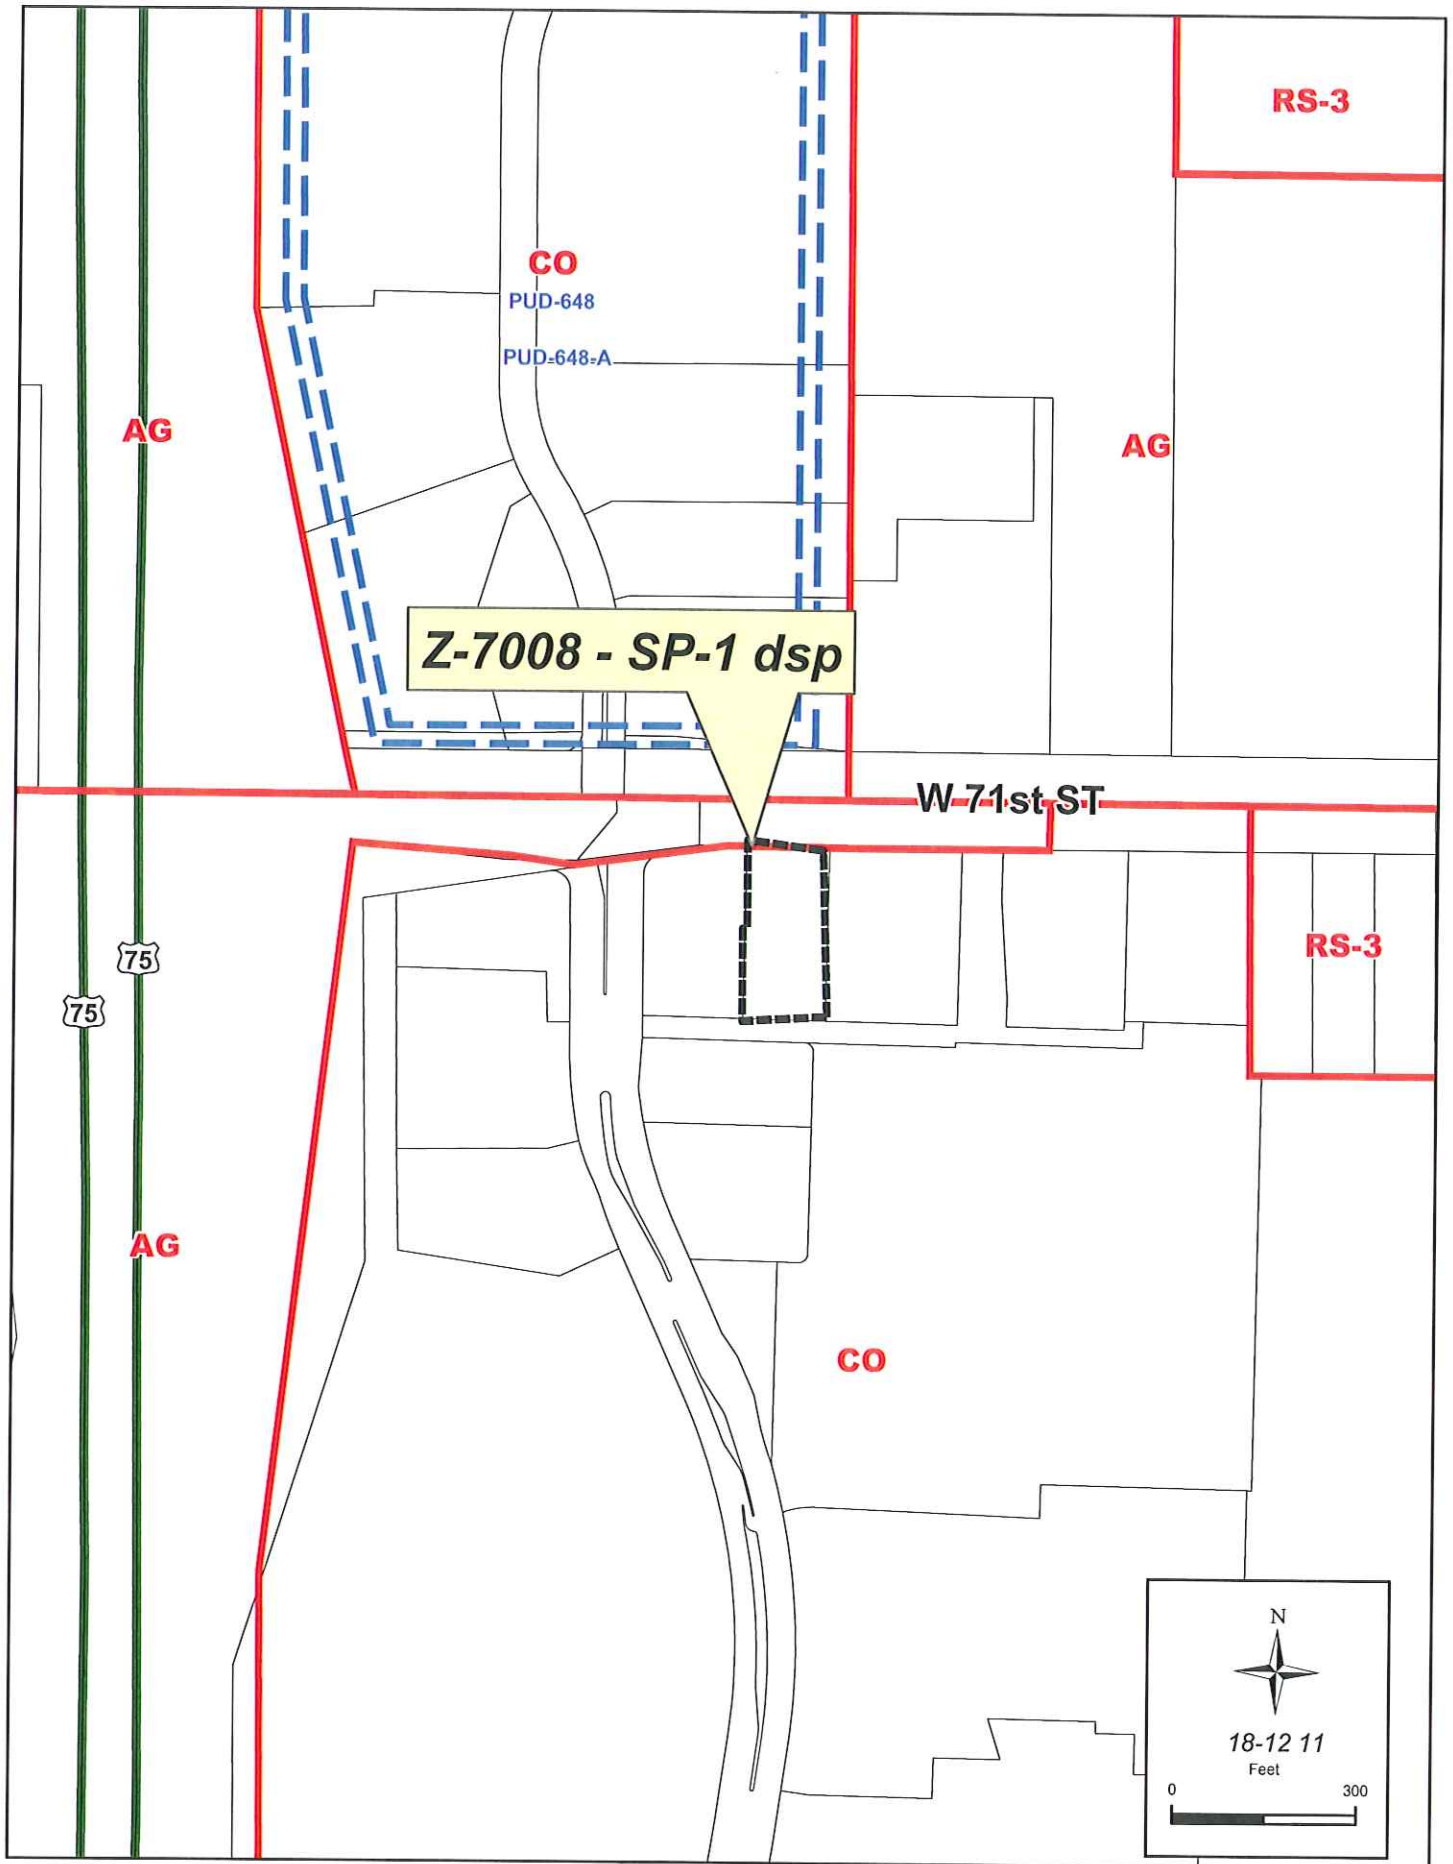 RS-3
CO
PUD-648
PUD-648-A
AG
AG
Z-7008 - SP-1 dsp
W 71st ST
RS-3
75
75
AG
CO
N
18-12 11
Feet
0 300